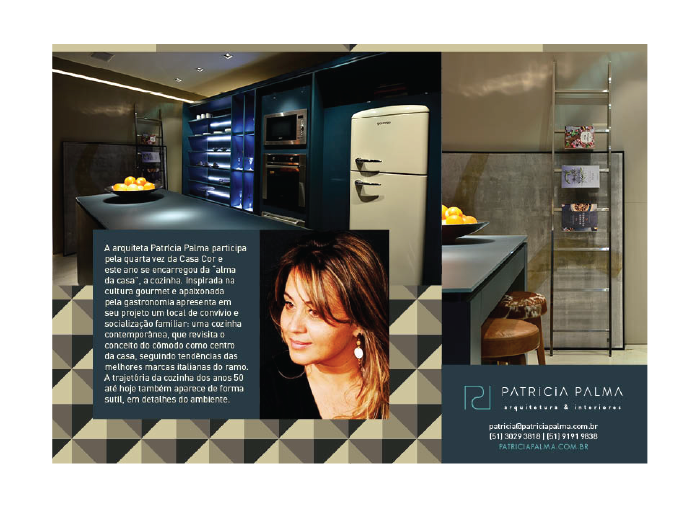 A arquiteta Patrícia Palma participa
pela quarta vez da Casa Cor e
este ano se encarregou da "alma
da casa", a cozinha. Inspirada na
cultura gourmet e apaixonada
pela gastronomia apresenta em
seu projeto um local de convívio e
socialização familiar: uma cozinha
contemporânea, que revisita o
conceito do cômodo como centro
da casa, seguindo tendências das
melhores marcas italianas do ramo.
A trajetória da cozinha dos anos 50
até hoje também aparece de forma
sutil, em detalhes do ambiente.
PATRíCiA PALMA
arquitetura & interiores
patricia@patriciapalma.com.br
(51) 3029 3818 | (51) 9191 9838
PATRICIAPALMA.COM.BR